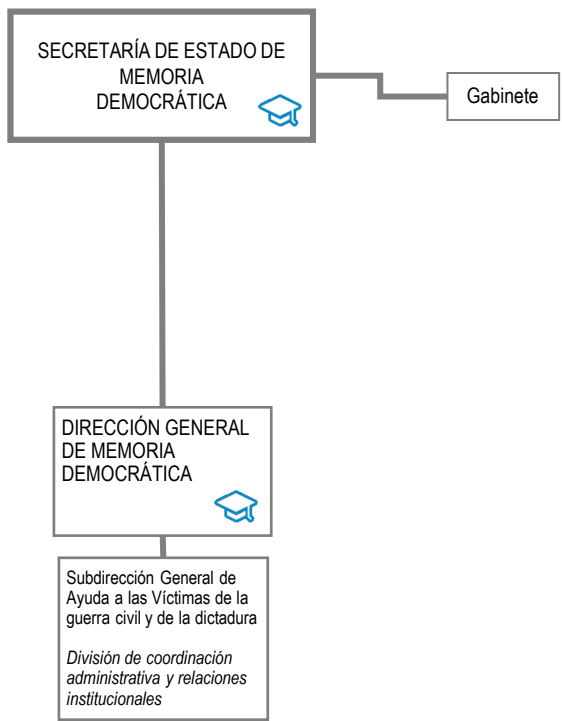 SECRETARÍA DE ESTADO DE
MEMORIA
DEMOCRÁTICA
Gabinete
DIRECCIÓN GENERAL
DE MEMORIA
DEMOCRÁTICA
Subdirección General de
Ayuda a las Víctimas de la
guerra civil y de la dictadura
División de coordinación
administrativa y relaciones
institucionales